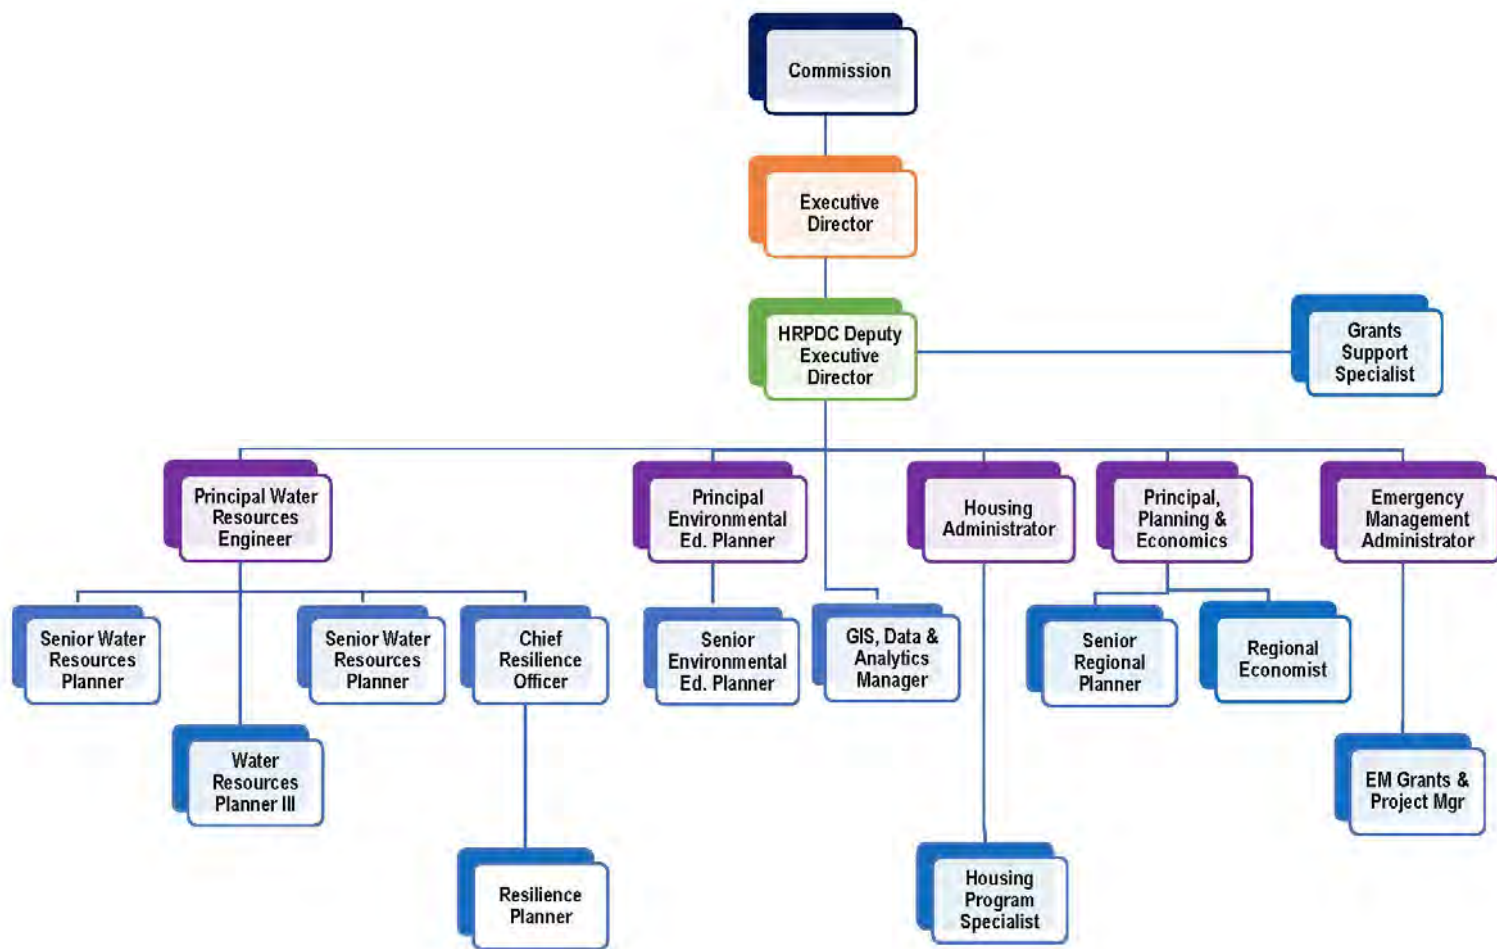 Commission
Executive
Director
HRPDC Deputy
Executive
Director
Grants
Support
Specialist
Principal Water
Resources
Engineer
Principal
Environmental
Ed. Planner
Housing
Administrator
Principal,
Planning &
Economics
Emergency
Management
Administrator
Senior Water
Resources
Planner
Senior Water
Resources
Planner
Chief
Resilience
Officer
Senior
Environmental
Ed. Planner
GIS, Data &
Analytics
Manager
Senior
Regional
Planner
Regional
Economist
Water
Resources
Planner III
EM Grants &
Project Mgr
Resilience
Planner
Housing
Program
Specialist